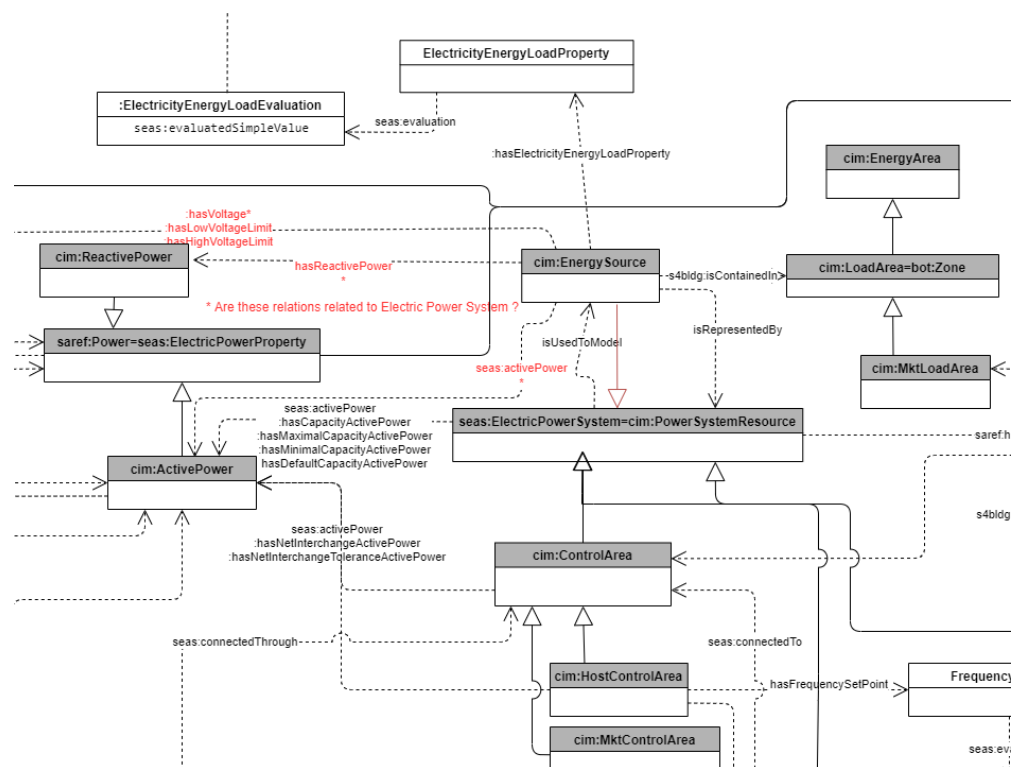 ElectricityEnergyLoadProperty
:ElectricityEnergyLoadEvaluation
seas:evaluatedSimpleValue
seas:evaluation
:hasElectricityEnergyLoadProperty
cim:EnergyArea
:hasVoltage*
:hasLowVoltageLimit
:hasHighVoltageLimit
cim:ReactivePower
hasReactivePower
*
cim:EnergySource
s4bldg:isContainedIn
cim:LoadArea=bot:Zone
* Are these relations related to Electric Power System ?
saref:Power=seas:ElectricPowerProperty
isUsedToModel
isRepresentedBy
seas:activePower
*
cim:MktLoadArea
seas:activePower
:hasCapacityActivePower
:hasMaximalCapacityActivePower
:hasMinimalCapacityActivePower
hasDefaultCapacityActivePower
seas:ElectricPowerSystem=cim:PowerSystemResource
saref:h
cim:ActivePower
s4bldg
seas:activePower
:hasNetInterchangeActivePower
:hasNetInterchangeToleranceActivePower
cim:ControlArea
seas:connectedThrough
seas:connectedTo
cim:HostControlArea
hasFrequencySetPoint
Frequency
cim:MktControlArea
seas:eva